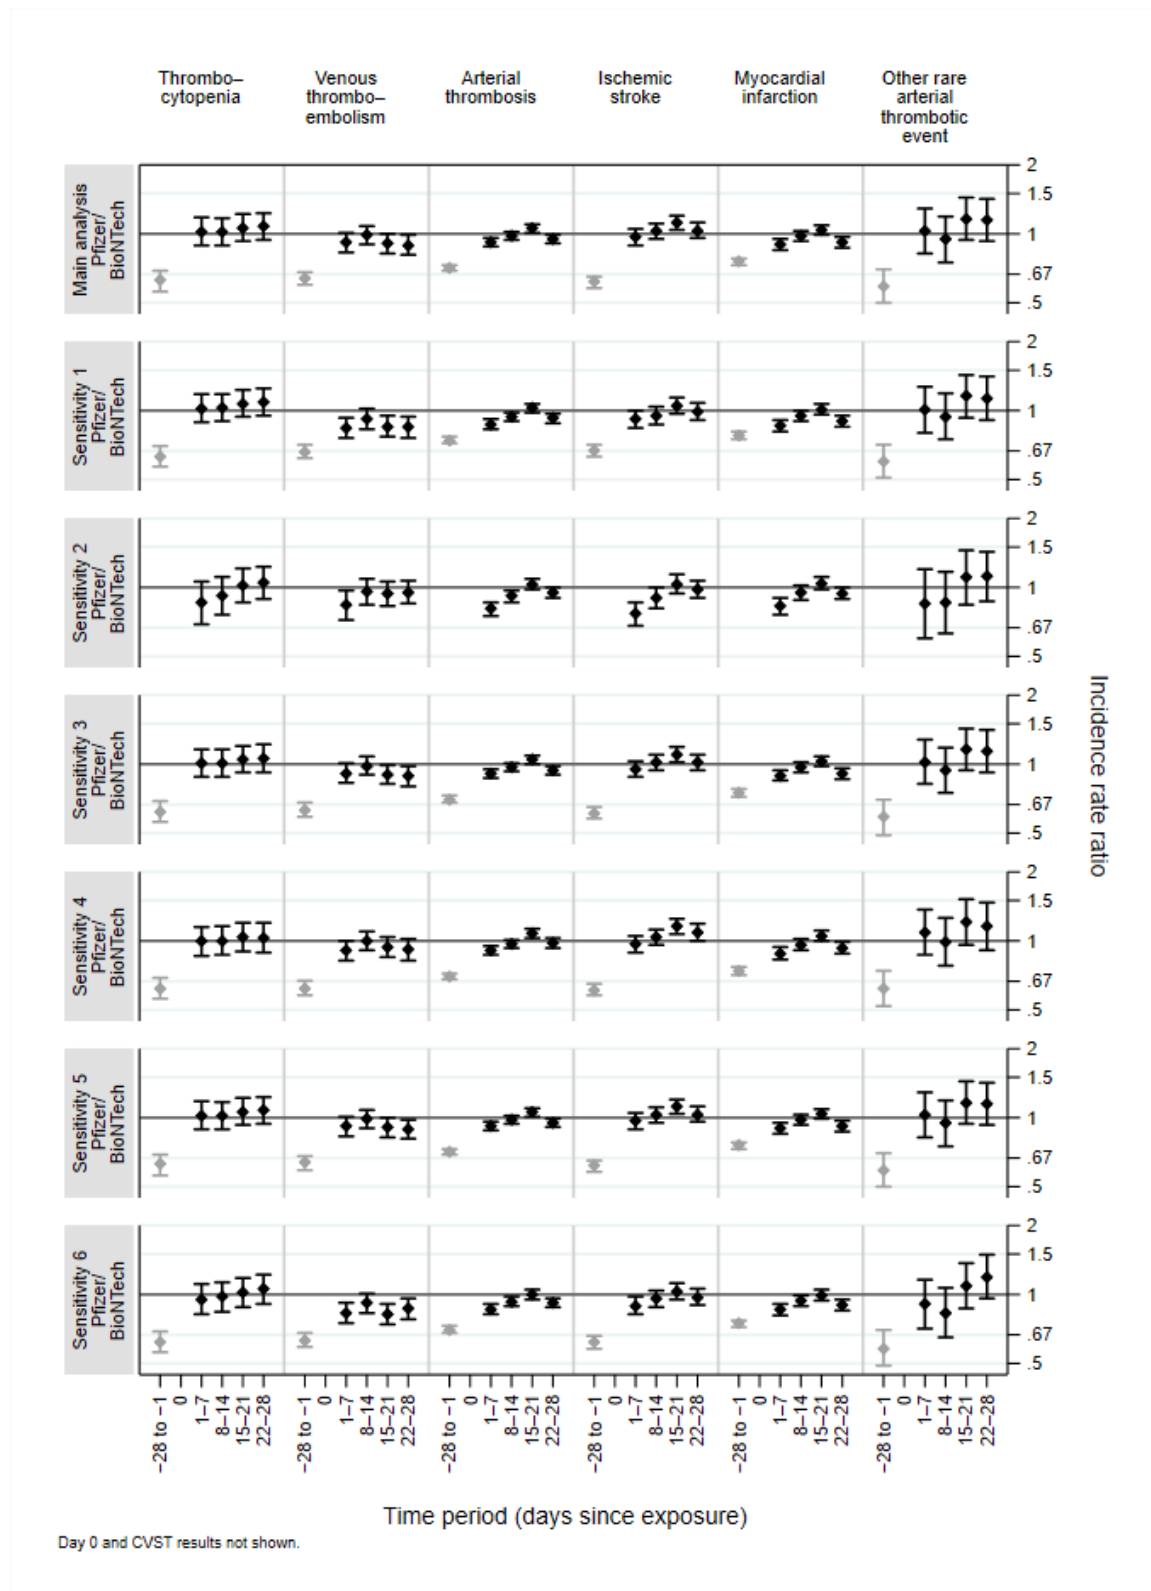 Thrombo–
cytopenia
Venous
thrombo–
embolism
Arterial
thrombosis
Ischemic
stroke
Myocardial
infarction
Other rare
arterial
thrombotic
event
Main analysis
Pfizer/
BioNTech
2
1.5
1
.67
.5
Sensitivity 1
Pfizer/
BioNTech
2
1.5
1
.67
.5
Sensitivity 2
Pfizer/
BioNTech
2
1.5
1
.67
.5
Sensitivity 3
Pfizer/
BioNTech
2
1.5
1
.67
.5
Sensitivity 4
Pfizer/
BioNTech
2
1.5
1
.67
.5
Sensitivity 5
Pfizer/
BioNTech
2
1.5
1
.67
.5
Sensitivity 6
Pfizer/
BioNTech
2
1.5
1
.67
.5
Incidence rate ratio
−28 to −1
0
1–7
8–14
15–21
22–28
−28 to −1
0
1–7
8–14
15–21
22–28
−28 to −1
0
1–7
8–14
15–21
22–28
−28 to −1
0
1–7
8–14
15–21
22–28
−28 to −1
0
1–7
8–14
15–21
22–28
−28 to −1
0
1–7
8–14
15–21
22–28
Time period (days since exposure)
Day 0 and CVST results not shown.